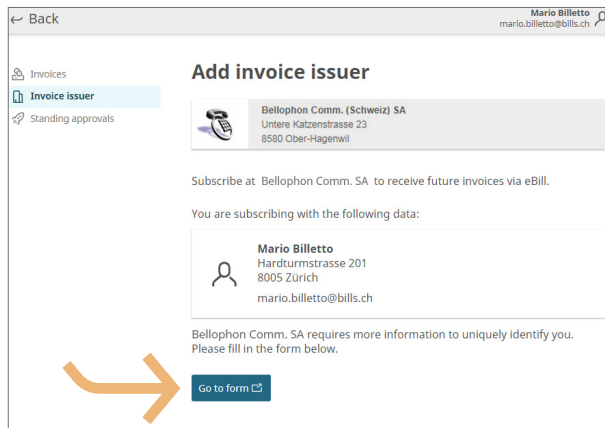 Back
Mario Billetto
mario.billetto@bills.ch
Invoices
Invoice issuer
Standing approvals
Add invoice issuer
Bellophon Comm. (Schweiz) SA
Untere Katzenstrasse 23
8580 Ober-Hagenwil
Subscribe at Bellophon Comm. SA to receive future invoices via eBill.
You are subscribing with the following data:
Mario Billetto
Hardturmstrasse 201
8005 Zürich
mario.billetto@bills.ch
Bellophon Comm. SA requires more information to uniquely identify you.
Please fill in the form below.
Go to form